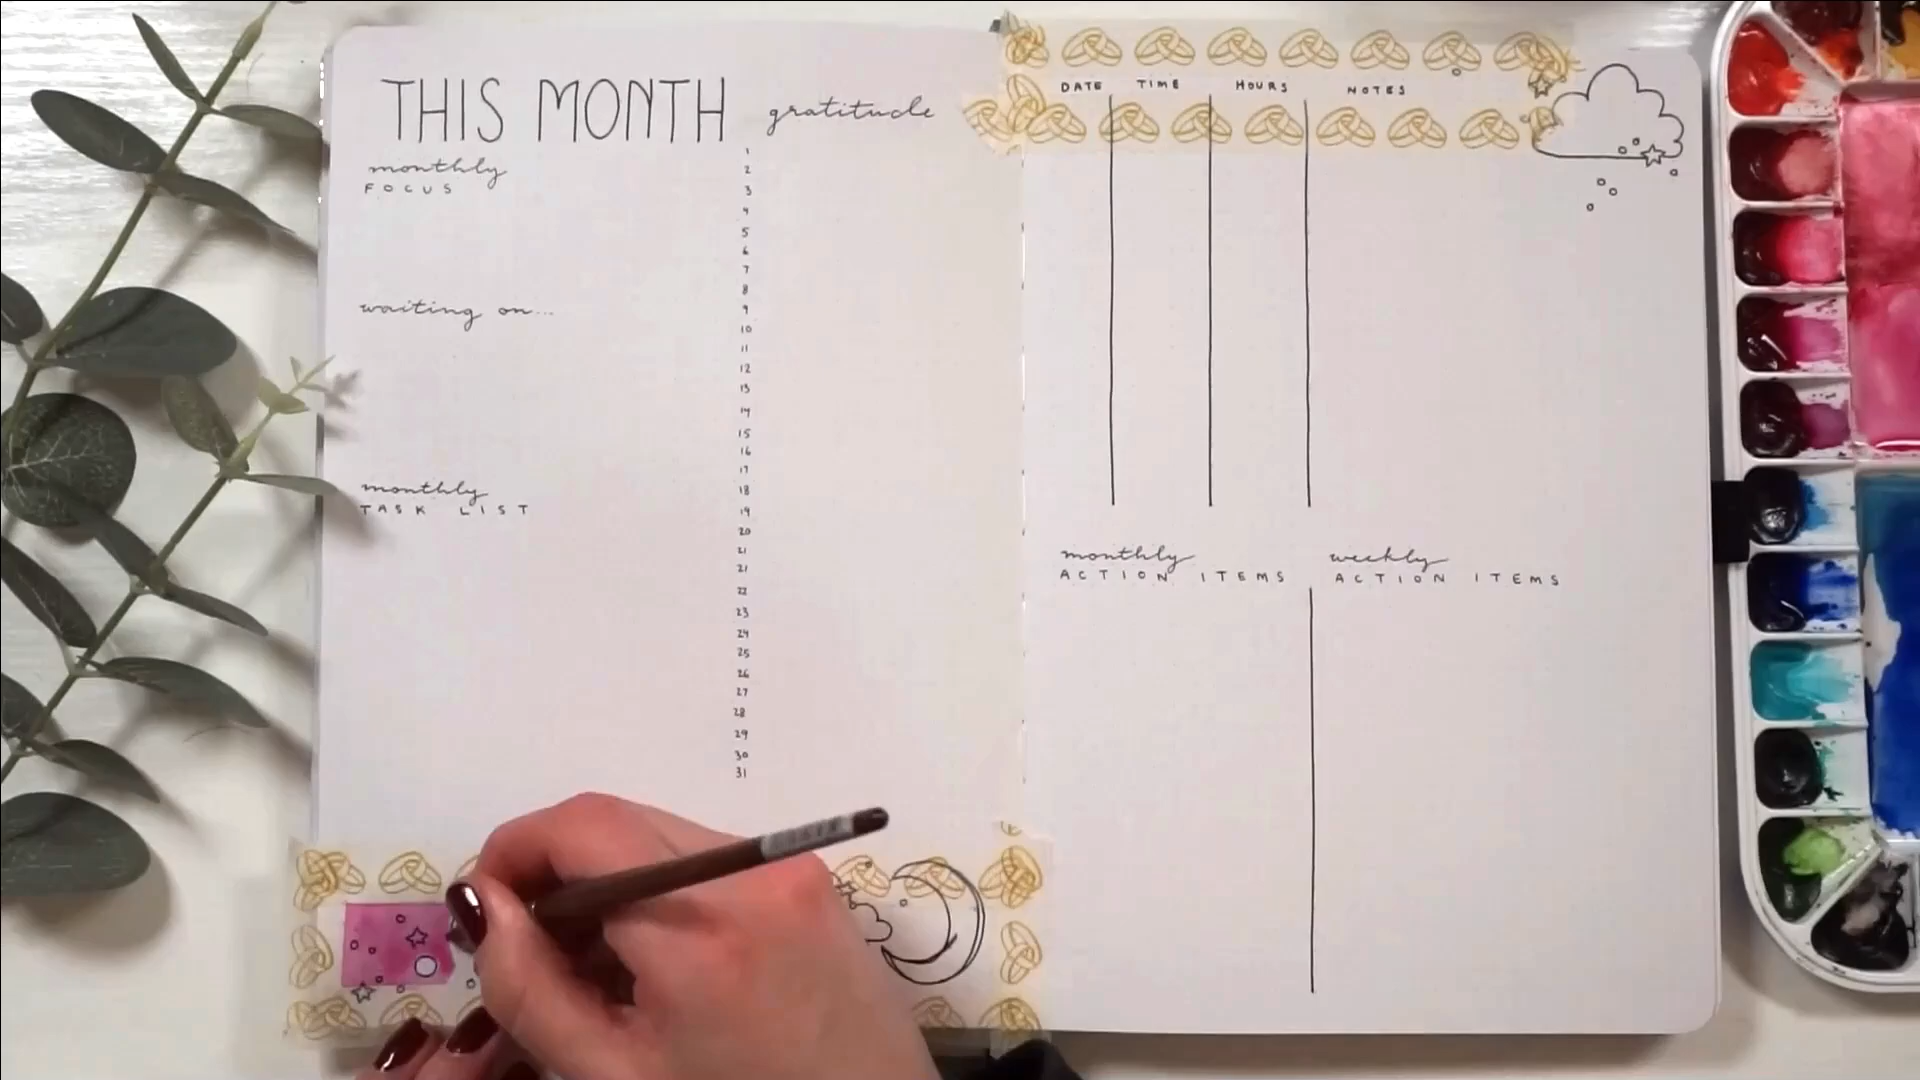 THIS MONTH
gratitude
monthly
FOCUS
waiting on...
monthly
TASK LIST
1
2
3
4
5
6
7
8
9
10
11
12
13
14
15
16
17
18
19
20
21
21
22
23
24
25
26
27
28
29
30
31
DATE TIME HOURS NOTES
monthly
ACTION ITEMS
weekly
ACTION ITEMS